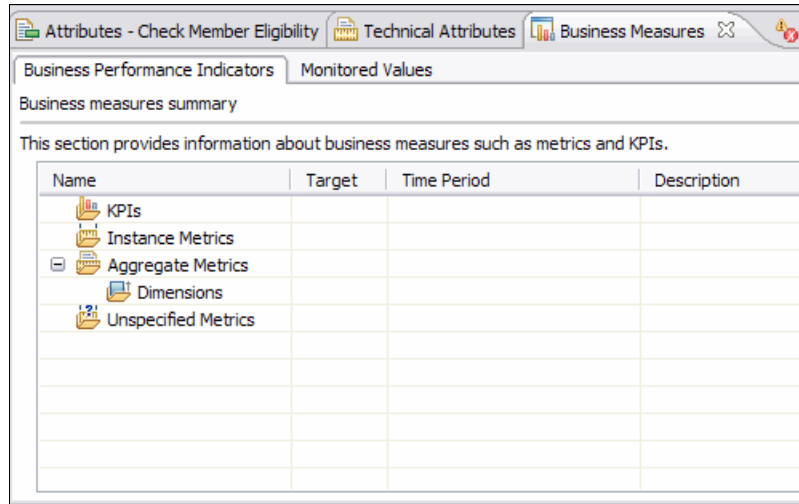 Attributes - Check Member Eligibility Technical Attributes Business Measures
Business Performance Indicators Monitored Values
Business measures summary
This section provides information about business measures such as metrics and KPIs.
Name Target Time Period Description
KPIs
Instance Metrics
Aggregate Metrics
Dimensions
Unspecified Metrics